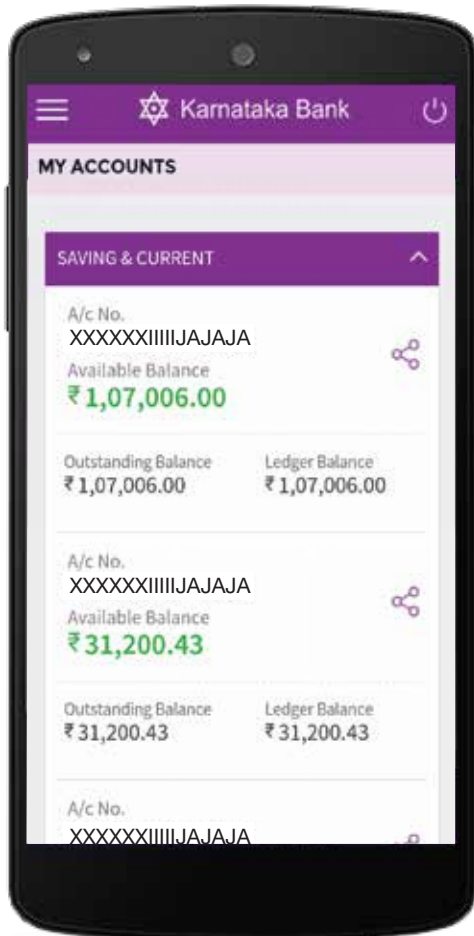 Karnataka Bank
MY ACCOUNTS
SAVING & CURRENT
A/c No.
XXXXXXIIIIIJAJAJA
Available Balance
₹ 1,07,006.00
Outstanding Balance Ledger Balance
₹ 1,07,006.00 ₹ 1,07,006.00
A/c No.
XXXXXXIIIIIJAJAJA
Available Balance
₹ 31,200.43
Outstanding Balance Ledger Balance
₹ 31,200.43 ₹ 31,200.43
A/c No.
XXXXXXIIIIIJAJAJA